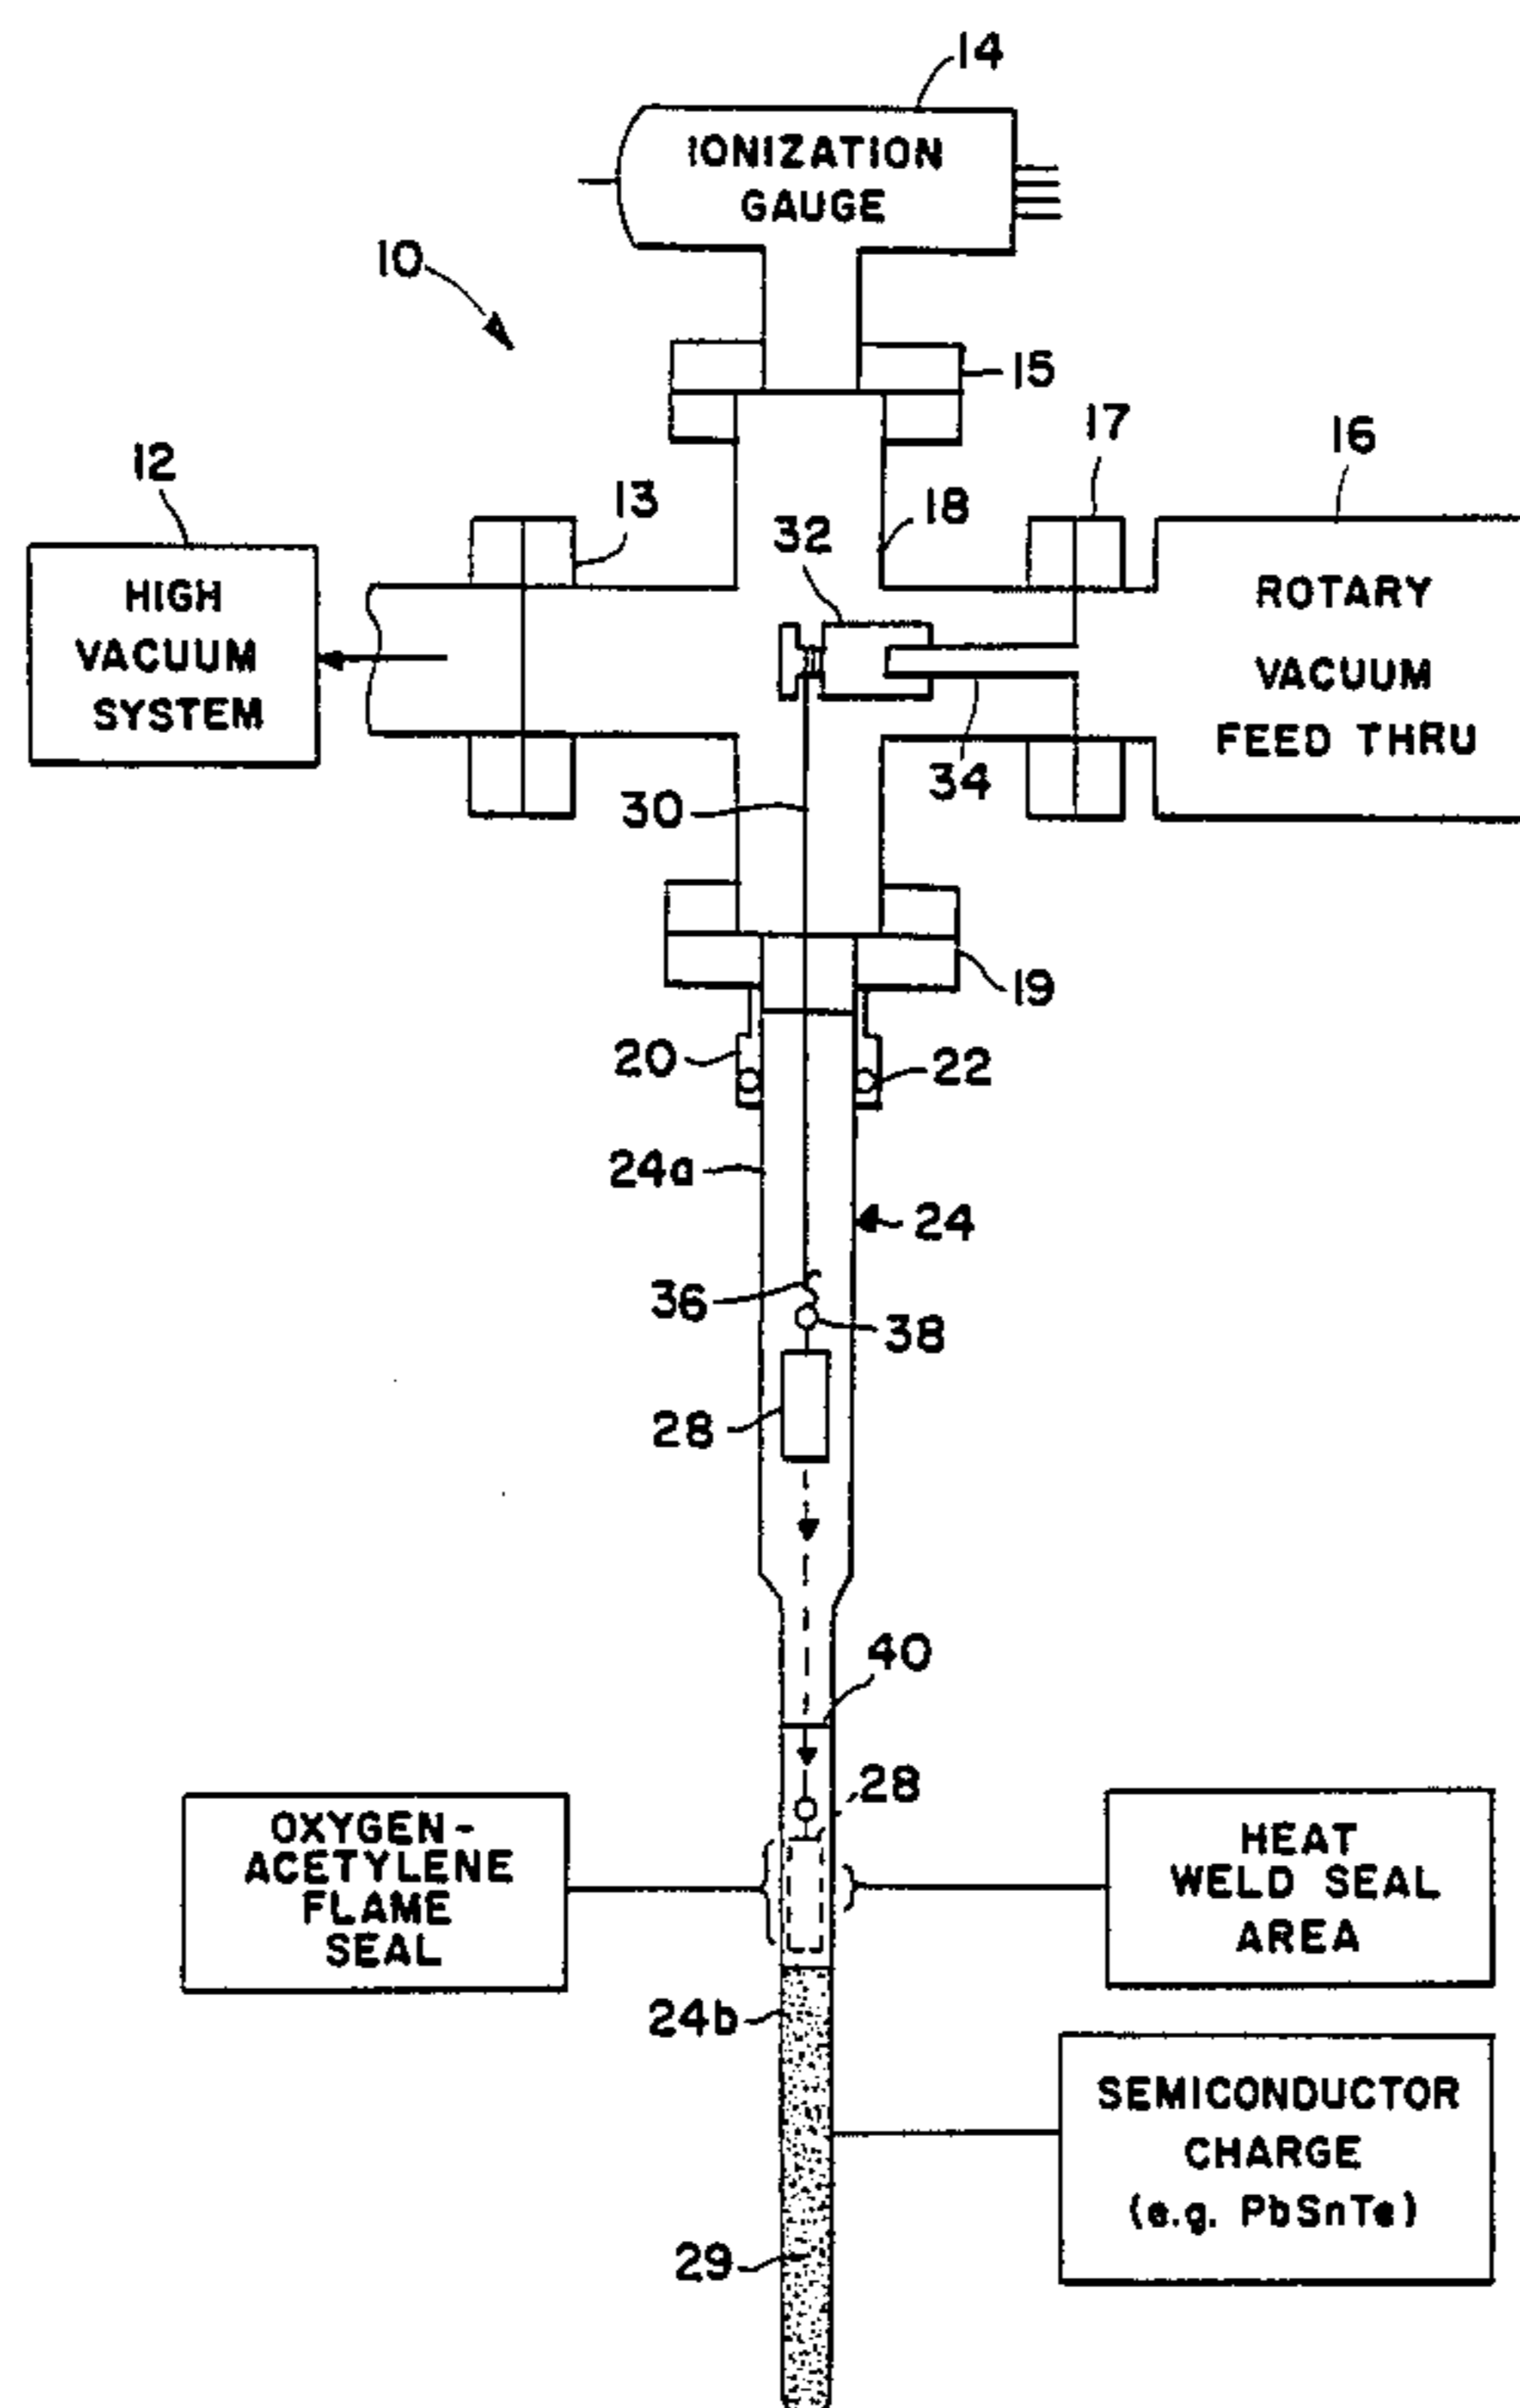 14
IONIZATION
GAUGE
10
15
17
16
12
13
18
32
HIGH
VACUUM
SYSTEM
ROTARY
VACUUM
FEED THRU
34
30
19
20
22
24a
24
36
38
28
40
28
OXYGEN-
ACETYLENE
FLAME
SEAL
HEAT
WELD SEAL
AREA
24b
SEMICONDUCTOR
CHARGE
(e.g. PbSnTe)
29